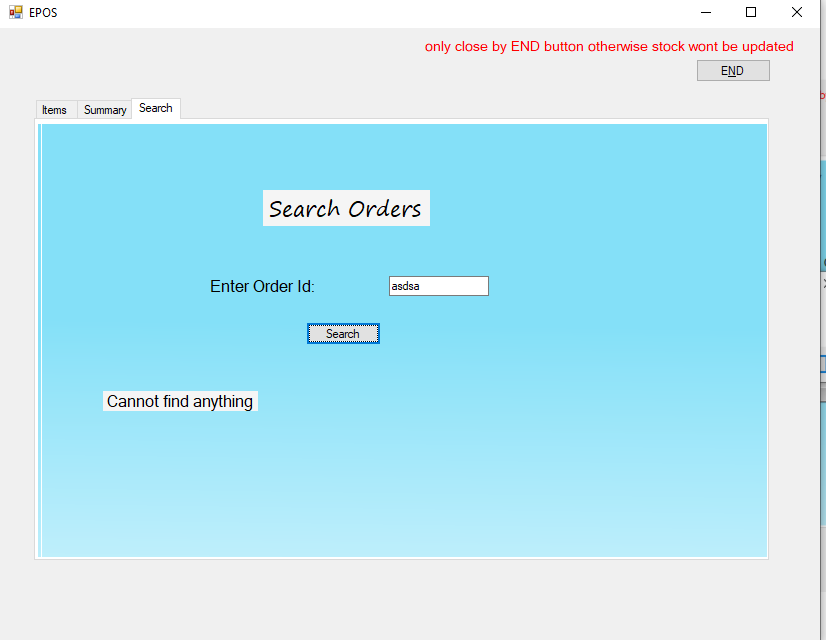 EPOS
only close by END button otherwise stock wont be updated
END
Items Summary Search
Search Orders
Enter Order Id: asdsa
Search
Cannot find anything